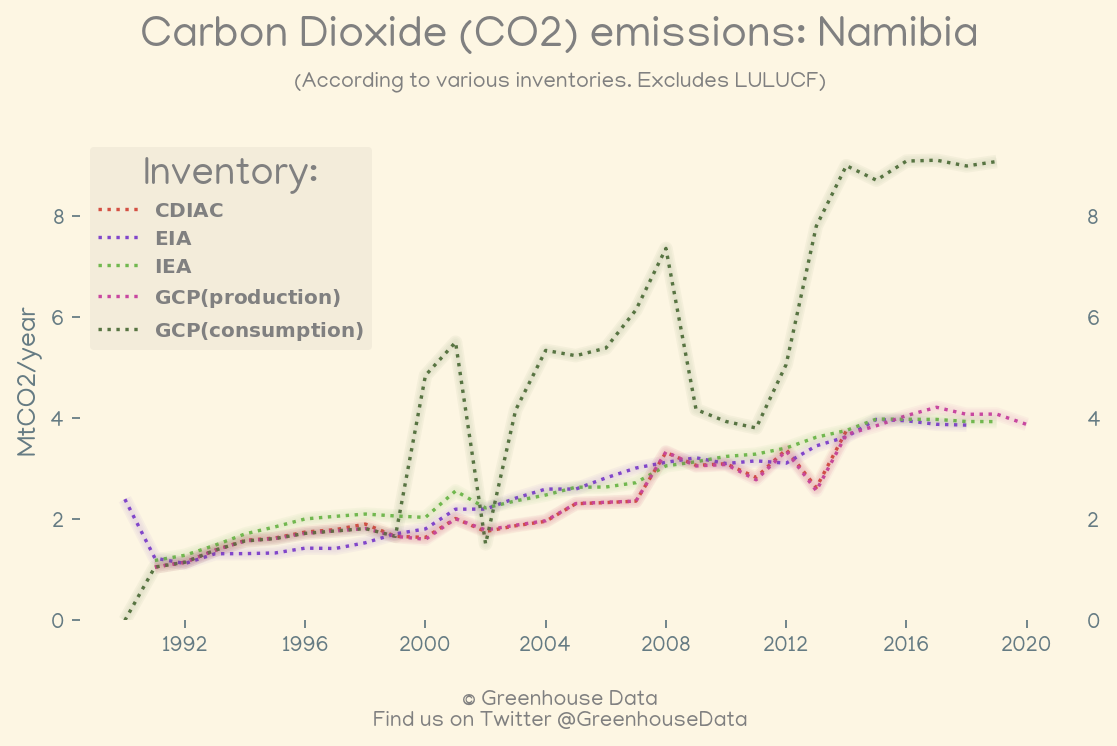 Carbon Dioxide (CO2) emissions: Namibia
(According to various inventories. Excludes LULUCF)
Inventory:
CDIAC
EIA
IEA
GCP(production)
GCP(consumption)
MtCO2/year
8
6
4
2
0
8
6
4
2
0
1992 1996 2000 2004 2008 2012 2016 2020
© Greenhouse Data
Find us on Twitter @GreenhouseData